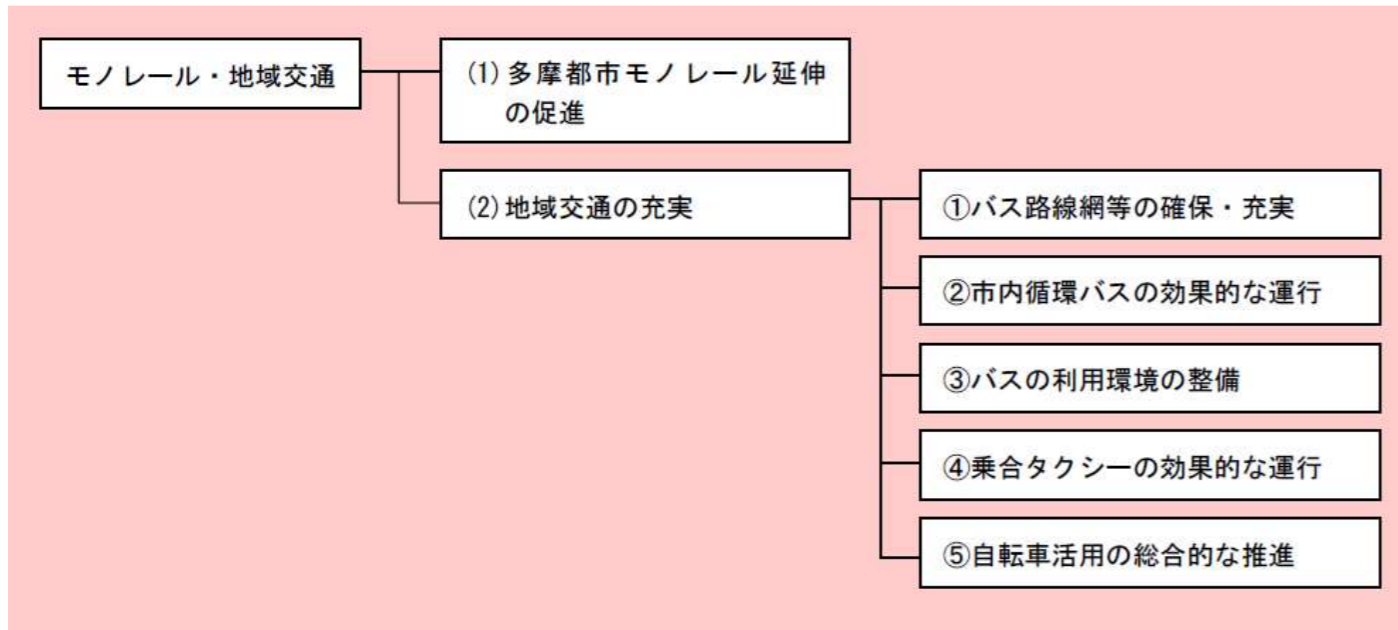 モノレール・地域交通
(1)多摩都市モノレール延伸
の促進
(2)地域交通の充実
①バス路線網等の確保・充実
②市内循環バスの効果的な運行
③バスの利用環境の整備
④乗合タクシーの効果的な運行
⑤自転車活用の総合的な推進